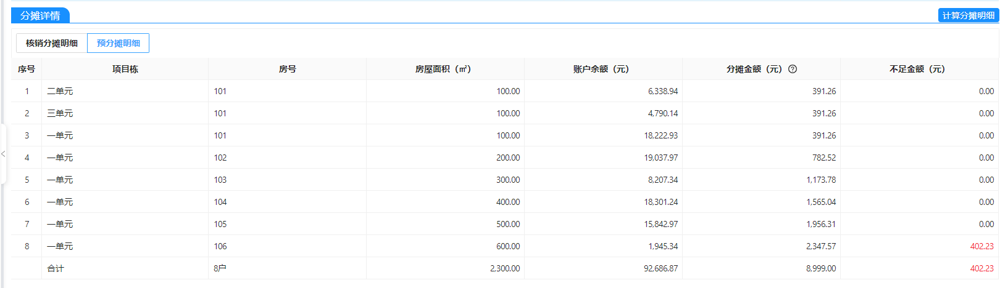 分摊详情 计算分摊明细
核销分摊明细 预分摊明细
序号 项目栋 房号 房屋面积（㎡） 账户余额（元） 分摊金额（元） 不足金额（元）
1 二单元 101 100.00 6,338.94 391.26 0.00
2 三单元 101 100.00 4,790.14 391.26 0.00
3 一单元 101 100.00 18,222.93 391.26 0.00
4 一单元 102 200.00 19,037.97 782.52 0.00
5 一单元 103 300.00 8,207.34 1,173.78 0.00
6 一单元 104 400.00 18,301.24 1,565.04 0.00
7 一单元 105 500.00 15,842.97 1,956.31 0.00
8 一单元 106 600.00 1,945.34 2,347.57 402.23
合计 8户 2,300.00 92,686.87 8,999.00 402.23